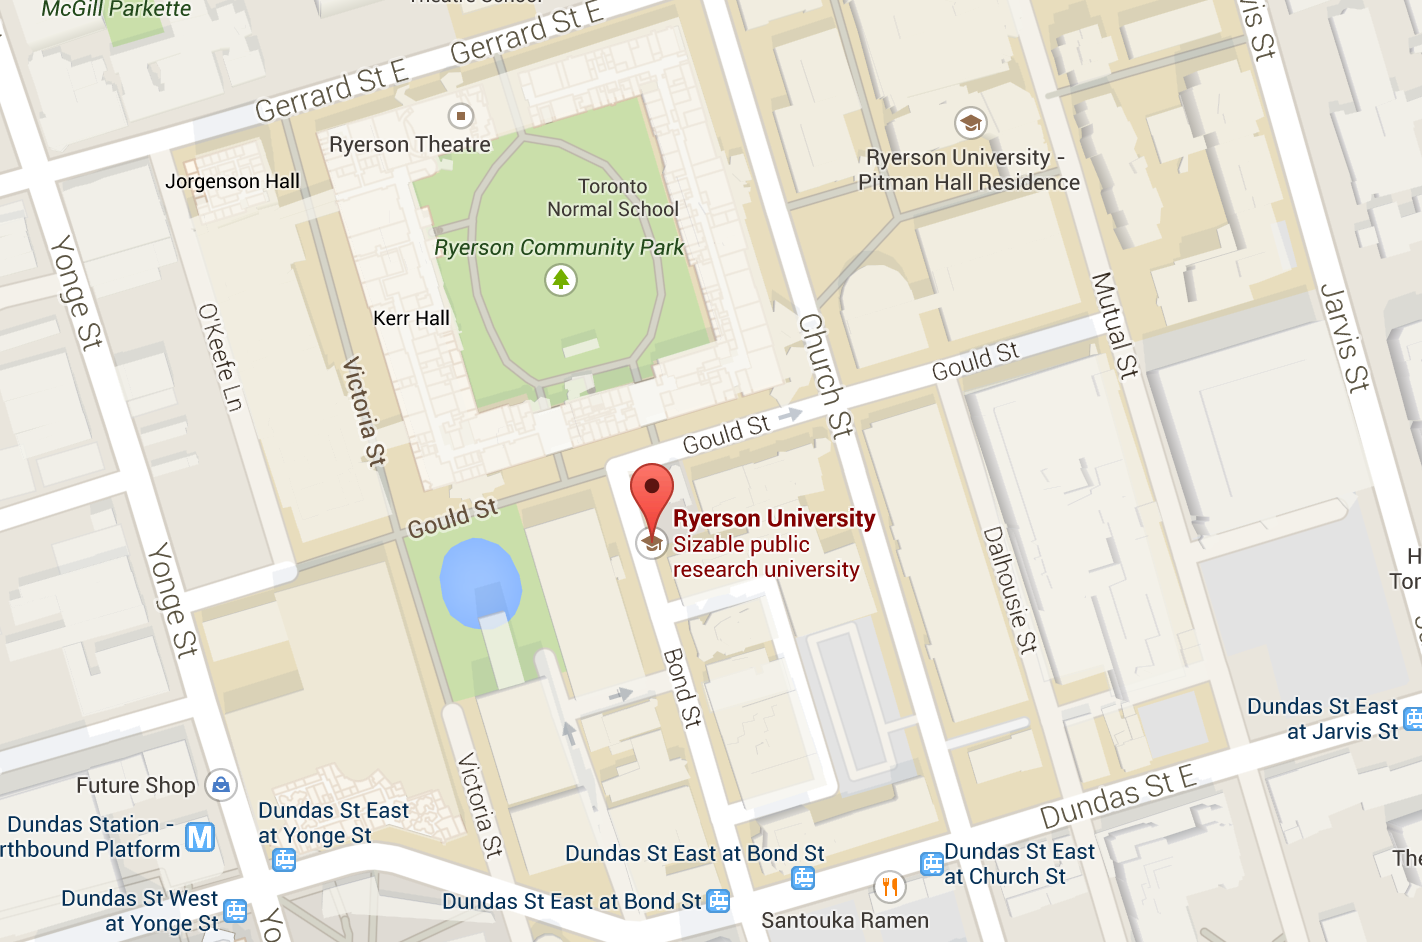 McGill Parkette
Theatre School
Gerrard St E
Gerrard St E
vis St
Ryerson Theatre
Jorgenson Hall
Toronto
Normal School
Ryerson University -
Pitman Hall Residence
Ryerson Community Park
Yonge St
O'Keefe Ln
Kerr Hall
Victoria St
Church St
Mutual St
Jarvis St
Gould St
Gould St
Gould St
Ryerson University
Sizable public
research university
Yonge St
Dalhousie St
H
Tor
Bond St
Dundas St East
at Jarvis St
Future Shop
Victoria St
Dundas St E
Dundas St East
at Yonge St
Dundas Station -
rthbound Platform
M
Dundas St East at Bond St
Dundas St East
at Church St
The
Dundas St West
at Yonge St
Yo
Dundas St East at Bond St
Santouka Ramen